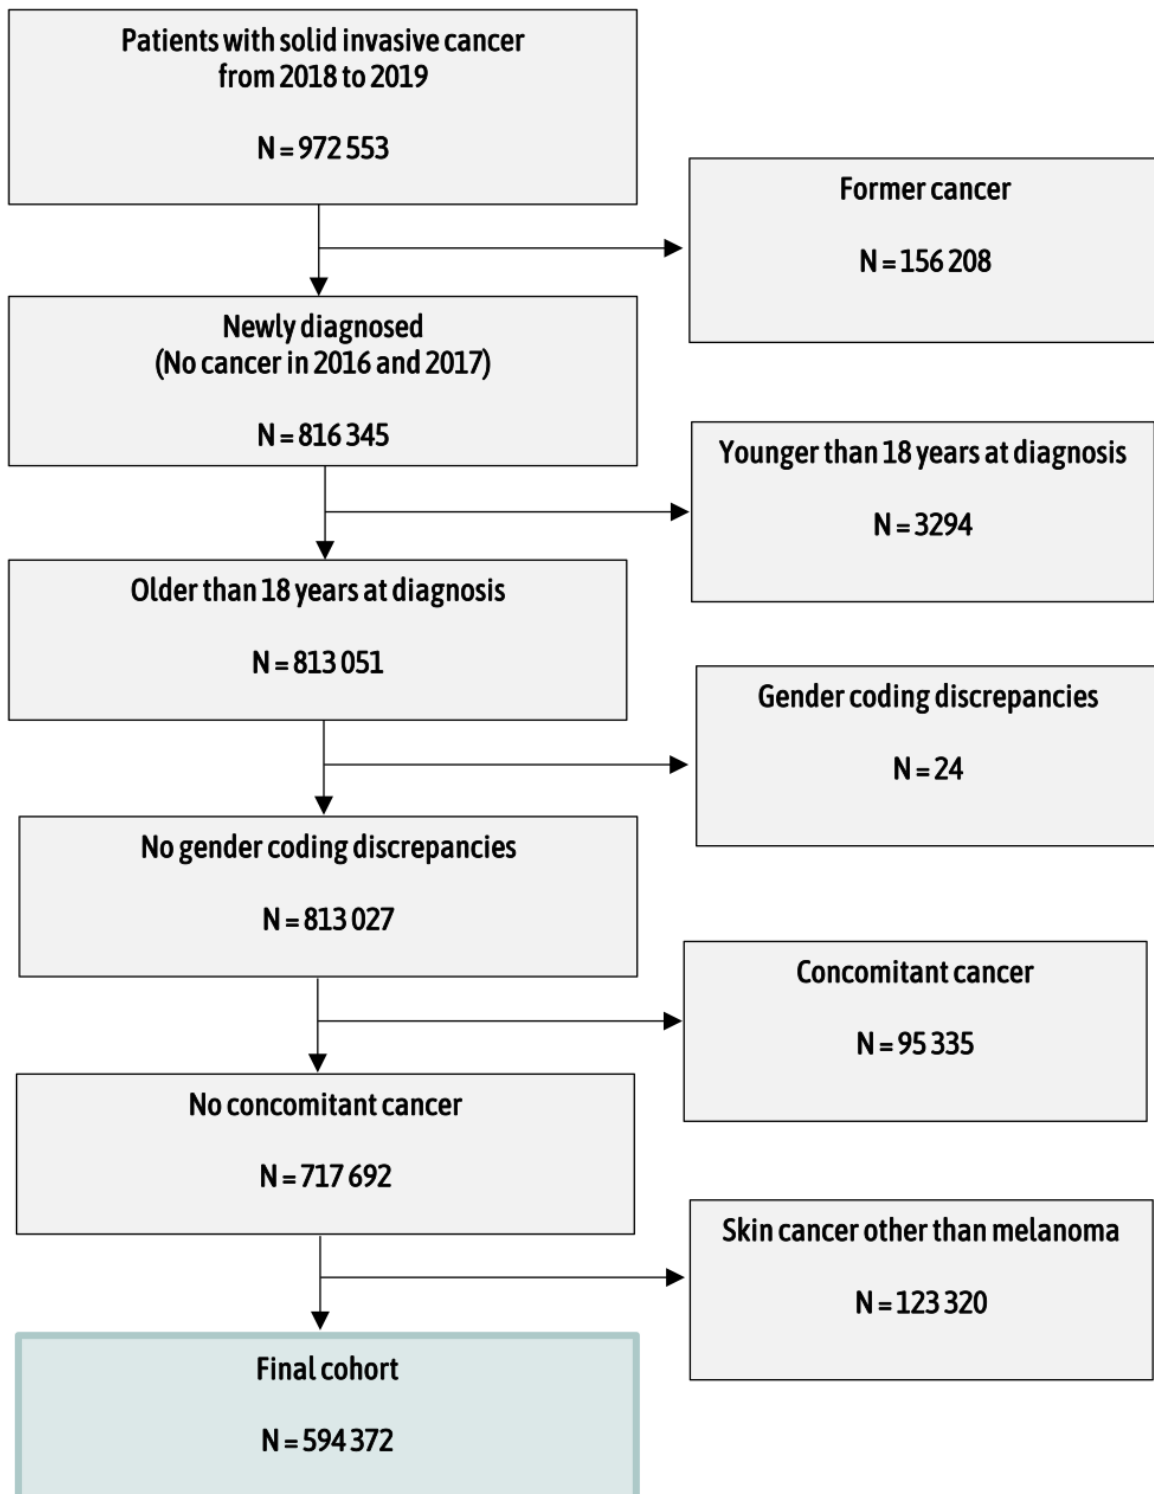 Patients with solid invasive cancer
from 2018 to 2019
N = 972 553
Former cancer
N = 156 208
Newly diagnosed
(No cancer in 2016 and 2017)
N = 816 345
Younger than 18 years at diagnosis
N = 3294
Older than 18 years at diagnosis
N = 813 051
Gender coding discrepancies
N = 24
No gender coding discrepancies
N = 813 027
Concomitant cancer
N = 95 335
No concomitant cancer
N = 717 692
Skin cancer other than melanoma
N = 123 320
Final cohort
N = 594 372